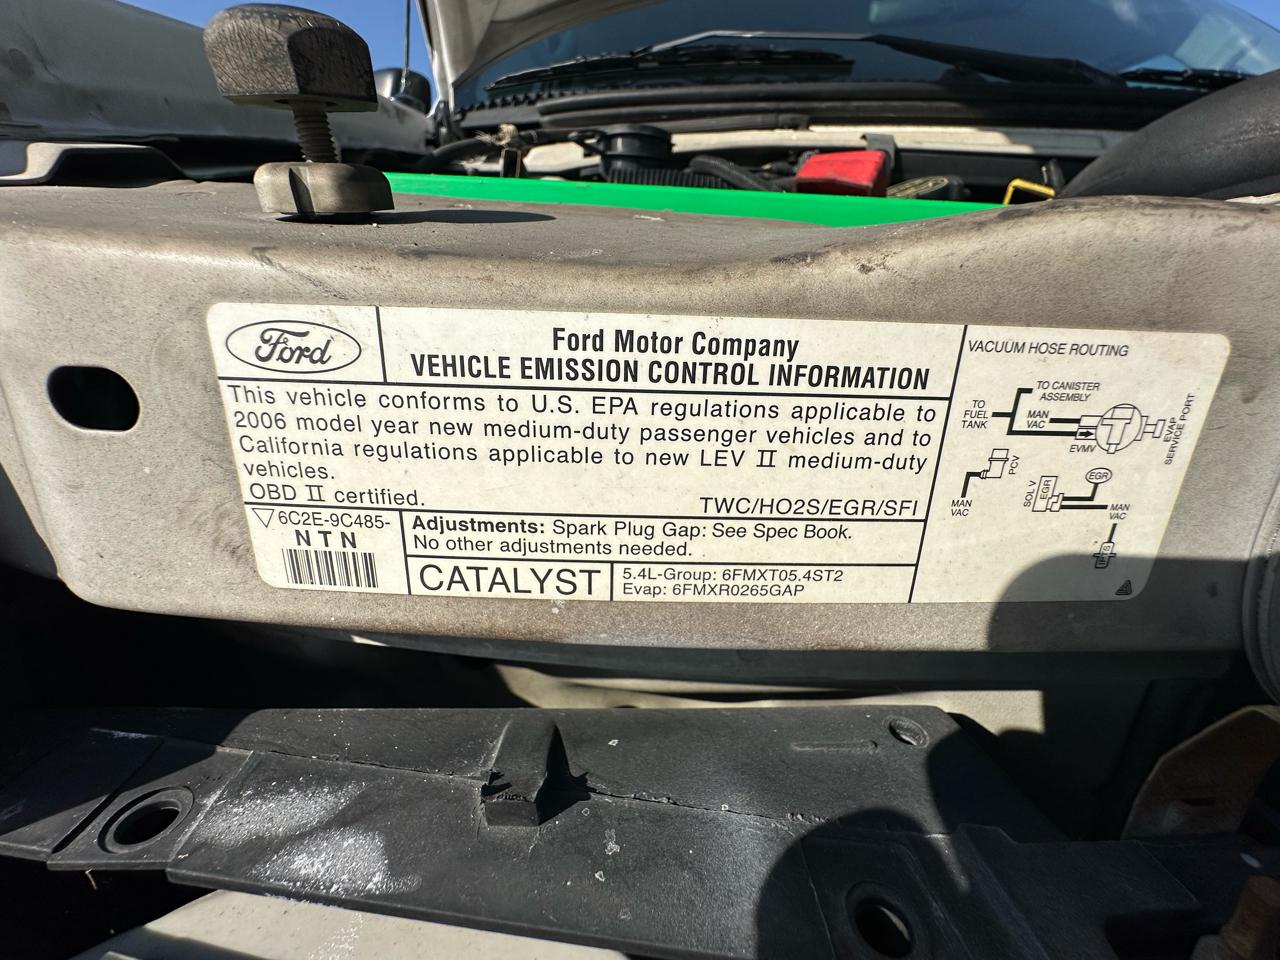 Ford
Ford Motor Company
VEHICLE EMISSION CONTROL INFORMATION
This vehicle conforms to U.S. EPA regulations applicable to
2006 model year new medium-duty passenger vehicles and to
California regulations applicable to new LEV II medium-duty
vehicles.
OBD II certified.
TWC/HO2S/EGR/SFI
6C2E-9C485-
NTN
Adjustments: Spark Plug Gap: See Spec Book.
No other adjustments needed.
CATALYST
5.4L-Group: 6FMXT05.4ST2
Evap: 6FMXR0265GAP
VACUUM HOSE ROUTING
TO CANISTER
ASSEMBLY
TO
FUEL
TANK
MAN
VAC
EVMV
EVAP
SERVICE PORT
PCV
MAN
VAC
SOL V
EGR
EGR
MAN
VAC